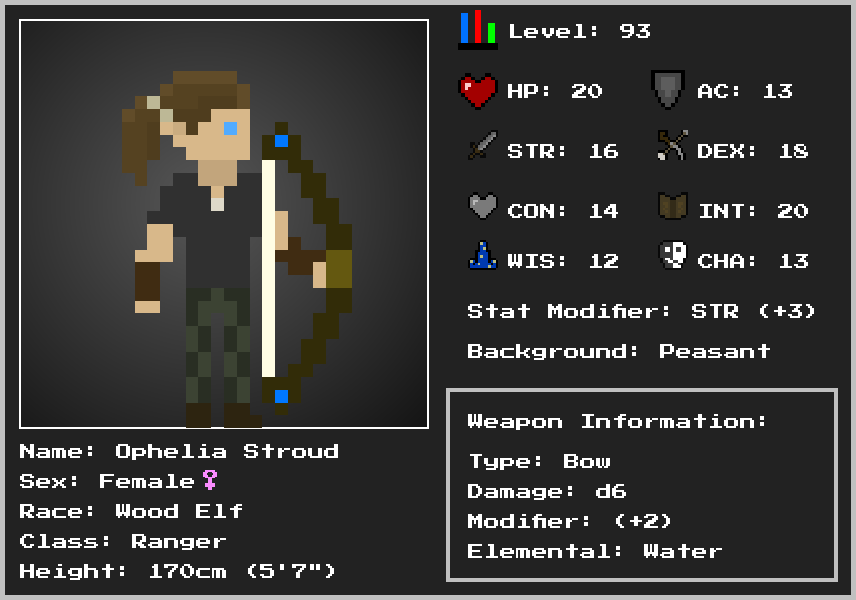 Level: 93
HP: 20
AC: 13
STR: 16
DEX: 18
CON: 14
INT: 20
WIS: 12
CHA: 13
Stat Modifier: STR (+3)
Background: Peasant
Weapon Information:
Type: Bow
Damage: d6
Modifier: (+2)
Elemental: Water
Name: Ophelia Stroud
Sex: Female♀
Race: Wood Elf
Class: Ranger
Height: 170cm (5'7")